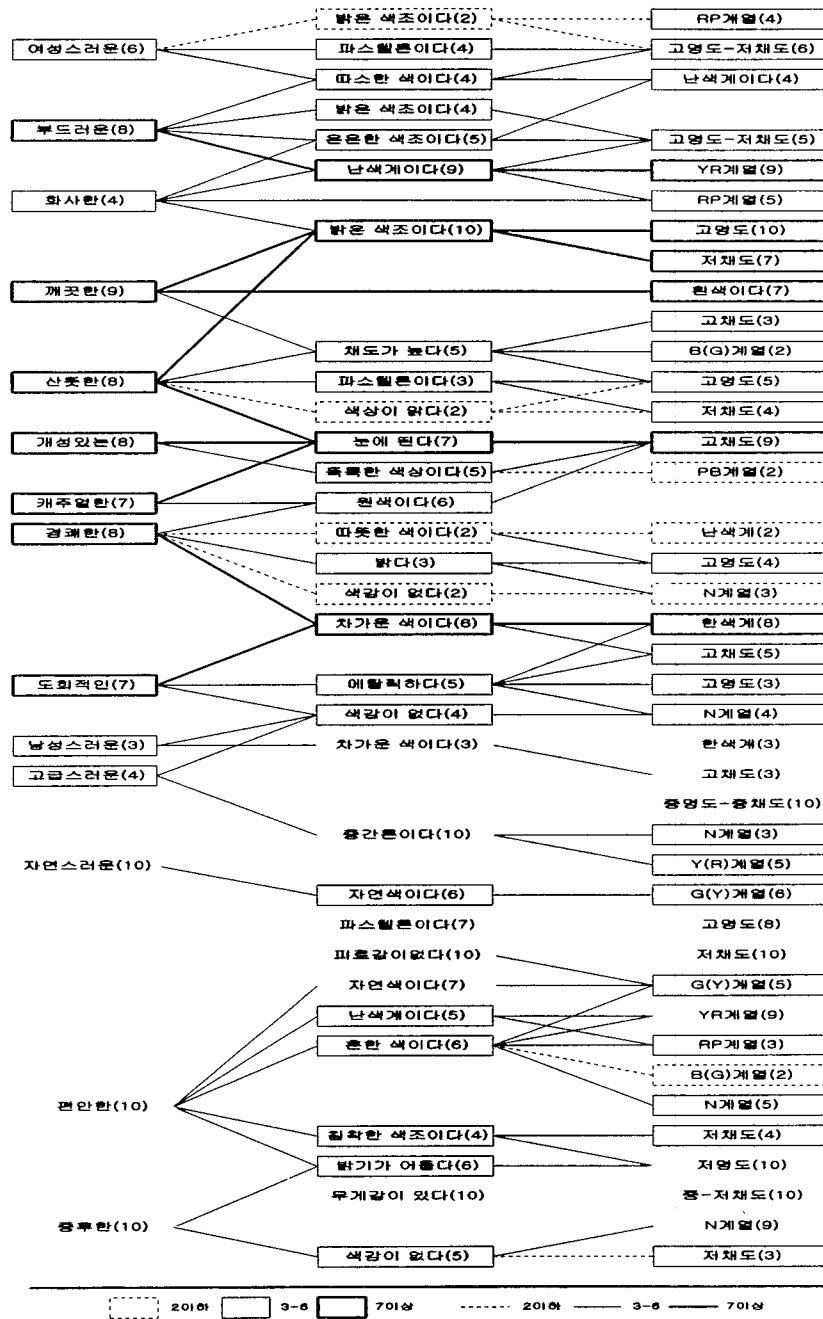 밝은 색조이다(2) RP계열(4)
여성스러운(6) 파스텔톤이다(4) 고명도-저채도(6)
따스한 색이다(4) 난색계이다(4)
밝은 색조이다(4)
부드러운(8) 은은한 색조이다(5) 고명도-저채도(5)
난색계이다(9) YR계열(9)
화사한(4) RP계열(5)
밝은 색조이다(10) 고명도(10)
저채도(7)
깨끗한(9) 흰색이다(7)
고채도(3)
채도가 높다(5) B(G)계열(2)
산뜻한(8) 파스텔톤이다(3) 고명도(5)
색상이 맑다(2) 저채도(4)
개성있는(8) 눈에 띈다(7) 고채도(9)
독특한 색상이다(5) PB계열(2)
캐주얼한(7) 원색이다(6)
경쾌한(8) 따뜻한 색이다(2) 난색계(2)
밝다(3) 고명도(4)
색감이 없다(2) N계열(3)
차가운 색이다(8) 한색계(8)
고채도(5)
도회적인(7) 메탈릭하다(5) 고명도(3)
색감이 없다(4) N계열(4)
남성스러운(3) 차가운 색이다(3) 한색계(3)
고급스러운(4) 고채도(3)
중명도-중채도(10)
중간톤이다(10) N계열(3)
자연스러운(10) Y(R)계열(5)
자연색이다(6) G(Y)계열(6)
파스텔톤이다(7) 고명도(8)
피로감이없다(10) 저채도(10)
자연색이다(7) G(Y)계열(5)
난색계이다(5) YR계열(9)
흔한 색이다(6) RP계열(3)
B(G)계열(2)
편안한(10) N계열(5)
침착한 색조이다(4) 저채도(4)
밝기가 어둡다(6) 저명도(10)
무게감이 있다(10) 중-저채도(10)
중후한(10) N계열(9)
색감이 없다(5) 저채도(3)
2이하 3-6 7이상 2이하 3-6 7이상